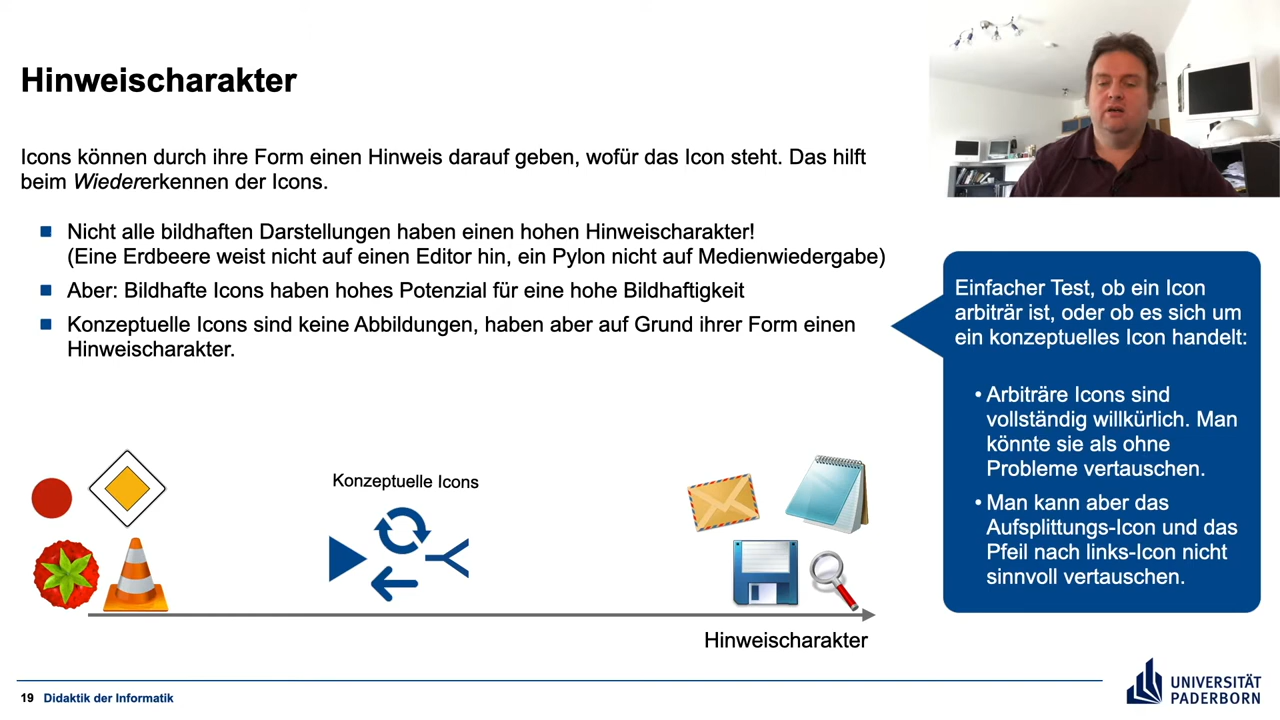 Hinweischarakter
Icons können durch ihre Form einen Hinweis darauf geben, wofür das Icon steht. Das hilft
beim Wiedererkennen der Icons.
Nicht alle bildhaften Darstellungen haben einen hohen Hinweischarakter!
(Eine Erdbeere weist nicht auf einen Editor hin, ein Pylon nicht auf Medienwiedergabe)
Aber: Bildhafte Icons haben hohes Potenzial für eine hohe Bildhaftigkeit
Konzeptuelle Icons sind keine Abbildungen, haben aber auf Grund ihrer Form einen
Hinweischarakter.
Einfacher Test, ob ein Icon
arbiträr ist, oder ob es sich um
ein konzeptuelles Icon handelt:
• Arbiträre Icons sind
vollständig willkürlich. Man
könnte sie als ohne
Probleme vertauschen.
• Man kann aber das
Aufsplittungs-Icon und das
Pfeil nach links-Icon nicht
sinnvoll vertauschen.
Konzeptuelle Icons
Hinweischarakter
19 Didaktik der Informatik
UNIVERSITÄT
PADERBORN